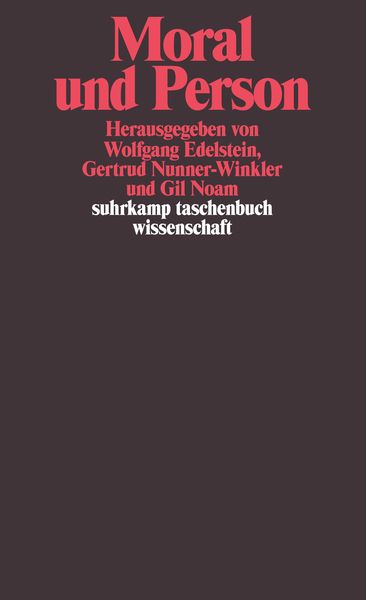 Moral
und Person
Herausgegeben von
Wolfgang Edelstein,
Gertrud Nunner-Winkler
und Gil Noam
suhrkamp taschenbuch
wissenschaft